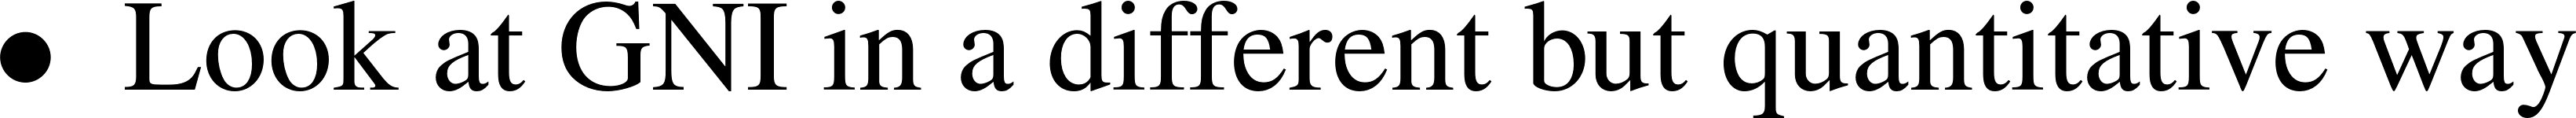 • Look at GNI in a different but quantitative way